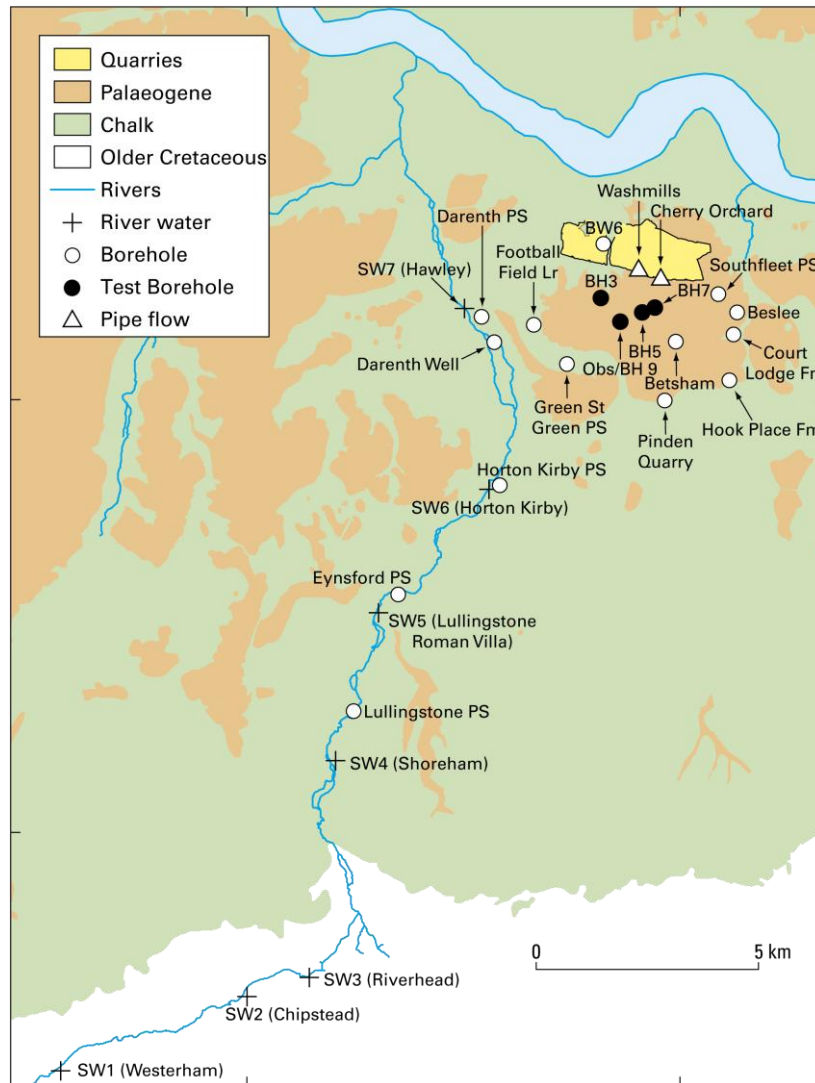 Quarries
Palaeogene
Chalk
Older Cretaceous
Rivers
River water
Borehole
Test Borehole
Pipe flow
Washmills
Cherry Orchard
Darenth PS
BW6
Football
Field Lr
Southfleet PS
SW7 (Hawley)
BH3
BH7
Beslee
Darenth Well
BH5
Obs/BH 9
Court
Lodge Fm
Betsham
Green St
Green PS
Hook Place Fm
Pinden
Quarry
Horton Kirby PS
SW6 (Horton Kirby)
Eynsford PS
SW5 (Lullingstone
Roman Villa)
Lullingstone PS
SW4 (Shoreham)
0 5 km
SW3 (Riverhead)
SW2 (Chipstead)
SW1 (Westerham)